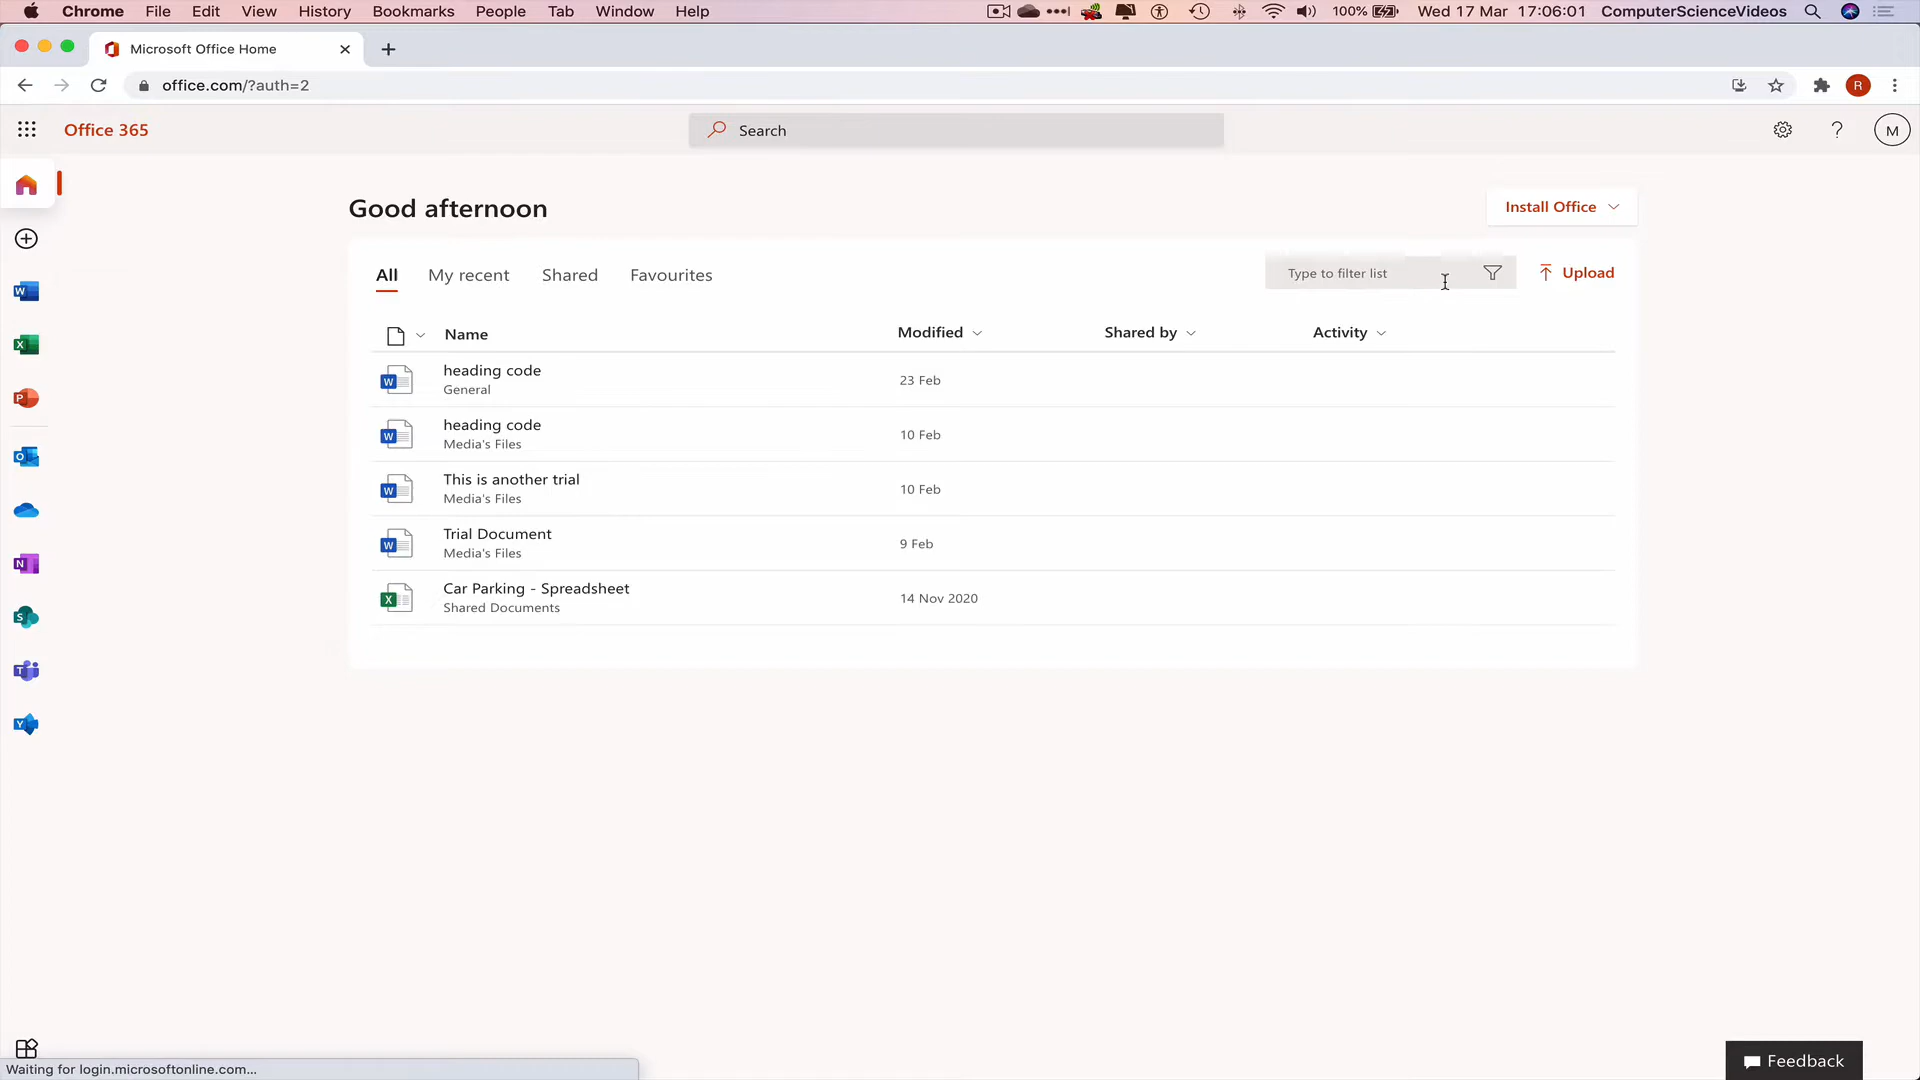 Chrome File Edit View History Bookmarks People Tab Window Help 100% Wed 17 Mar 17:06:01 ComputerScienceVideos
Microsoft Office Home
office.com/?auth=2 R
Office 365 Search ? M
Good afternoon Install Office
All My recent Shared Favourites Type to filter list Upload
Name Modified Shared by Activity
W heading code
General 23 Feb
W heading code
Media's Files 10 Feb
W This is another trial
Media's Files 10 Feb
W Trial Document
Media's Files 9 Feb
X Car Parking - Spreadsheet
Shared Documents 14 Nov 2020
W
X
P
O
N
S
T
Y
Waiting for login.microsoftonline.com...
Feedback